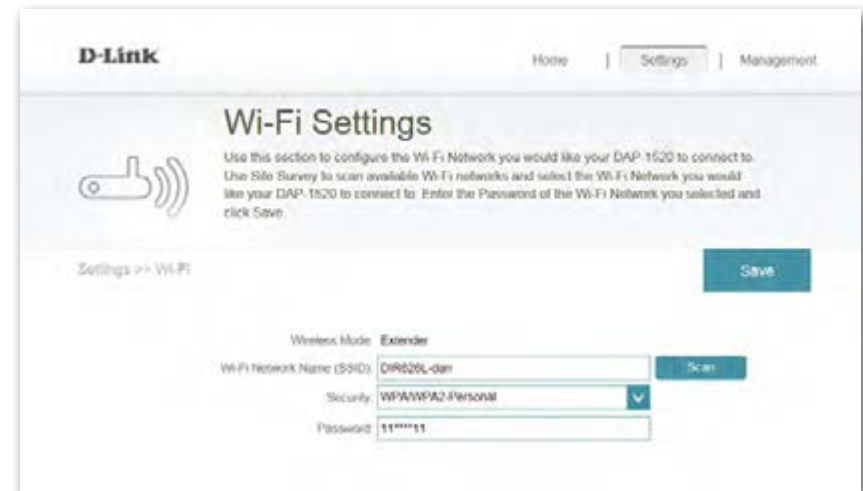 D-Link
Home | Settings | Management
Wi-Fi Settings
Use this section to configure the Wi-Fi Network you would like your DAP-1520 to connect to.
Use Site Survey to scan available Wi-Fi networks and select the Wi-Fi Network you would
like your DAP-1520 to connect to. Enter the Password of the Wi-Fi Network you selected and
click Save.
Settings >> Wi-Fi
Save
Wireless Mode: Extender
Wi-Fi Network Name (SSID): DIR626L-dan Scan
Security: WPA/WPA2-Personal
Password: 11****11